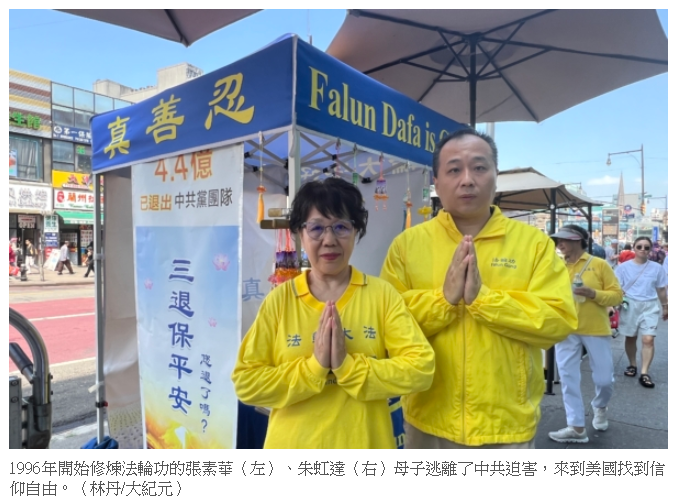 真善忍
Falun Dafa is
4.4億
已退出中共黨團隊
三退保平安
您退了嗎?
法輪大法
蘭州拉
1996年開始修煉法輪功的張素華（左）、朱虹達（右）母子逃離了中共迫害，來到美國找到信
仰自由。（林丹/大紀元）